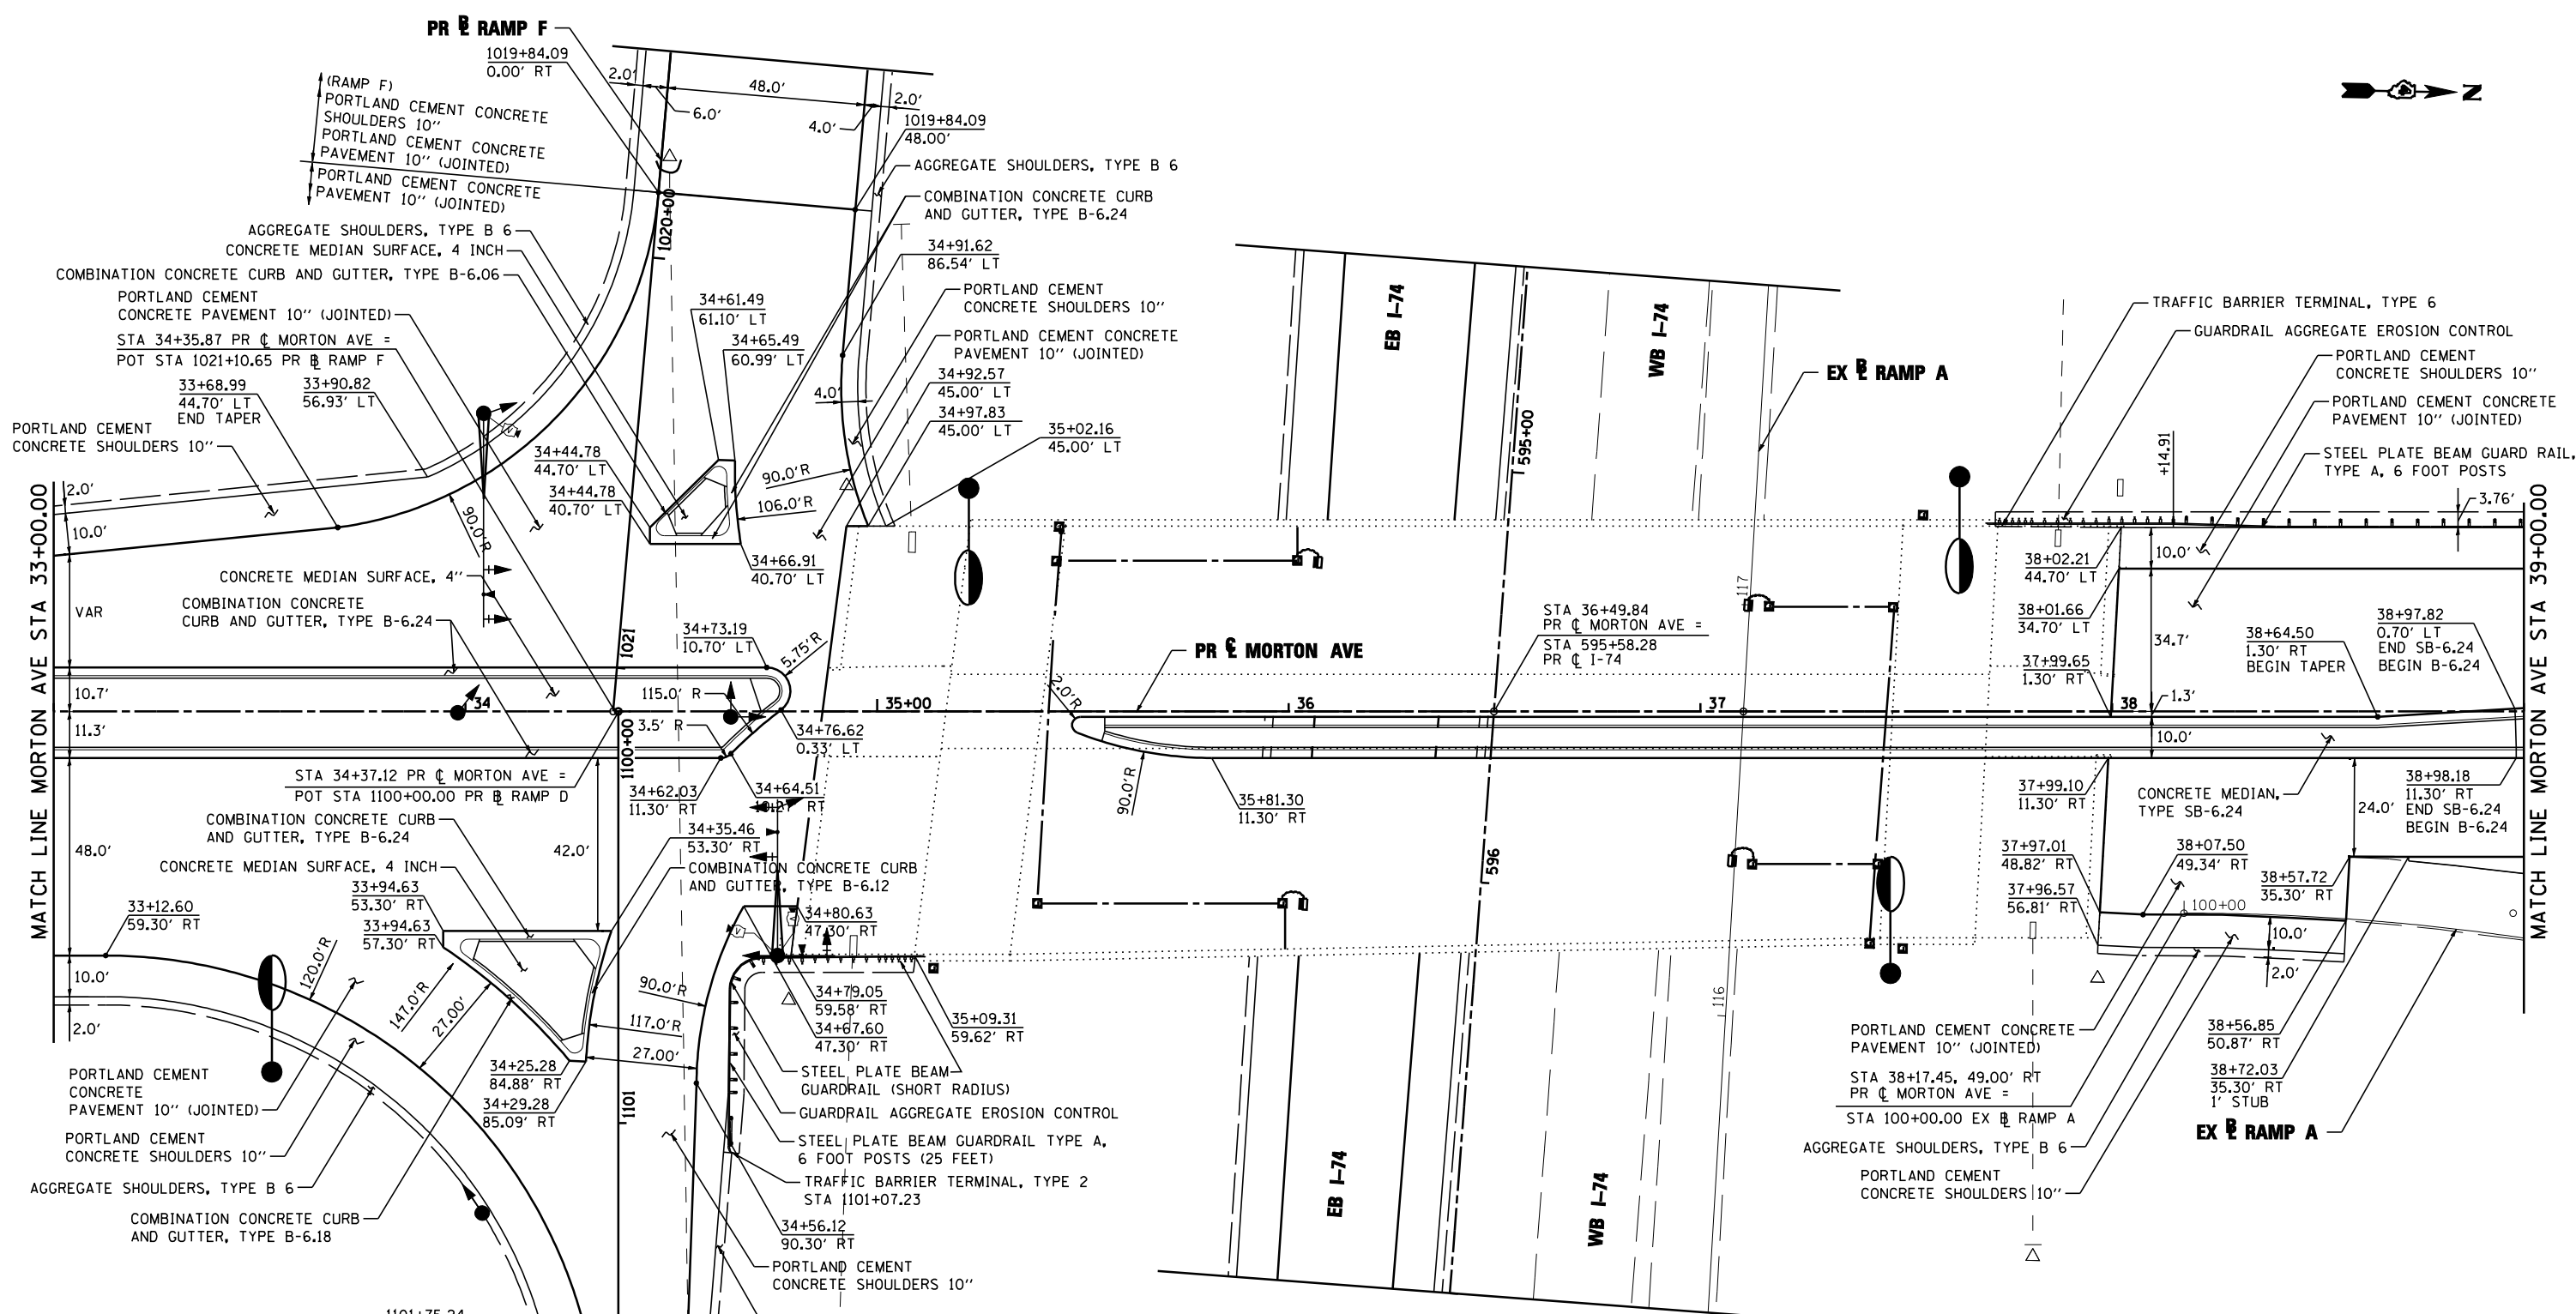 PR B RAMP F
1019+84.09
0.00' RT
(RAMP F)
PORTLAND CEMENT CONCRETE
SHOULDERS 10''
PORTLAND CEMENT CONCRETE
PAVEMENT 10'' (JOINTED)
PORTLAND CEMENT CONCRETE
PAVEMENT 10'' (JOINTED)
2.0'
48.0'
6.0'
2.0'
4.0'
1019+84.09
48.00'
N
AGGREGATE SHOULDERS, TYPE B 6
COMBINATION CONCRETE CURB
AND GUTTER, TYPE B-6.24
1020+00
AGGREGATE SHOULDERS, TYPE B 6
CONCRETE MEDIAN SURFACE, 4 INCH
COMBINATION CONCRETE CURB AND GUTTER, TYPE B-6.06
PORTLAND CEMENT
CONCRETE PAVEMENT 10'' (JOINTED)
STA 34+35.87 PR ℄ MORTON AVE =
POT STA 1021+10.65 PR B RAMP F
33+68.99
44.70' LT
END TAPER
33+90.82
56.93' LT
PORTLAND CEMENT
CONCRETE SHOULDERS 10''
34+91.62
86.54' LT
34+61.49
61.10' LT
34+65.49
60.99' LT
PORTLAND CEMENT
CONCRETE SHOULDERS 10''
PORTLAND CEMENT CONCRETE
PAVEMENT 10'' (JOINTED)
34+92.57
45.00' LT
34+97.83
45.00' LT
35+02.16
45.00' LT
4.0'
34+44.78
44.70' LT
34+44.78
40.70' LT
90.0'R
106.0'R
90.0'R
34+66.91
40.70' LT
EB I-74
WB I-74
595+00
EX B RAMP A
TRAFFIC BARRIER TERMINAL, TYPE 6
GUARDRAIL AGGREGATE EROSION CONTROL
PORTLAND CEMENT
CONCRETE SHOULDERS 10''
PORTLAND CEMENT CONCRETE
PAVEMENT 10'' (JOINTED)
STEEL PLATE BEAM GUARD RAIL,
TYPE A, 6 FOOT POSTS
+14.91
3.76'
MATCH LINE MORTON AVE STA 33+00.00
2.0'
10.0'
VAR
10.7'
11.3'
48.0'
10.0'
2.0'
CONCRETE MEDIAN SURFACE, 4''
COMBINATION CONCRETE
CURB AND GUTTER, TYPE B-6.24
34
1021
34+73.19
10.70' LT
5.75'R
115.0' R
3.5' R
1100+00
34+76.62
0.33' LT
35+00
2.0'R
PR ℄ MORTON AVE
36
STA 36+49.84
PR ℄ MORTON AVE =
STA 595+58.28
PR ℄ I-74
117
37
38
38+02.21
44.70' LT
38+01.66
34.70' LT
37+99.65
1.30' RT
10.0'
34.7'
1.3'
10.0'
38+64.50
1.30' RT
BEGIN TAPER
38+97.82
0.70' LT
END SB-6.24
BEGIN B-6.24
MATCH LINE MORTON AVE STA 39+00.00
STA 34+37.12 PR ℄ MORTON AVE =
POT STA 1100+00.00 PR B RAMP D
34+62.03
11.30' RT
34+64.51
35+81.30
11.30' RT
90.0'R
596
37+99.10
11.30' RT
CONCRETE MEDIAN,
TYPE SB-6.24
24.0'
38+98.18
11.30' RT
END SB-6.24
BEGIN B-6.24
COMBINATION CONCRETE CURB
AND GUTTER, TYPE B-6.24
CONCRETE MEDIAN SURFACE, 4 INCH
42.0'
34+35.46
53.30' RT
COMBINATION CONCRETE CURB
AND GUTTER, TYPE B-6.12
33+12.60
59.30' RT
33+94.63
53.30' RT
33+94.63
57.30' RT
120.0'R
147.0'R
27.00'
34+80.63
47.30' RT
90.0'R
117.0'R
27.00'
34+79.05
59.58' RT
34+67.60
47.30' RT
35+09.31
59.62' RT
37+97.01
48.82' RT
37+96.57
56.81' RT
38+07.50
49.34' RT
38+57.72
35.30' RT
100+00
10.0'
2.0'
116
PORTLAND CEMENT
CONCRETE
PAVEMENT 10'' (JOINTED)
PORTLAND CEMENT
CONCRETE SHOULDERS 10''
AGGREGATE SHOULDERS, TYPE B 6
COMBINATION CONCRETE CURB
AND GUTTER, TYPE B-6.18
34+25.28
84.88' RT
34+29.28
85.09' RT
1101
STEEL PLATE BEAM
GUARDRAIL (SHORT RADIUS)
GUARDRAIL AGGREGATE EROSION CONTROL
STEEL PLATE BEAM GUARDRAIL TYPE A,
6 FOOT POSTS (25 FEET)
TRAFFIC BARRIER TERMINAL, TYPE 2
STA 1101+07.23
34+56.12
90.30' RT
PORTLAND CEMENT
CONCRETE SHOULDERS 10''
EB I-74
WB I-74
PORTLAND CEMENT CONCRETE
PAVEMENT 10'' (JOINTED)
STA 38+17.45, 49.00' RT
PR ℄ MORTON AVE =
STA 100+00.00 EX B RAMP A
AGGREGATE SHOULDERS, TYPE B 6
PORTLAND CEMENT
CONCRETE SHOULDERS 10''
38+56.85
50.87' RT
38+72.03
35.30' RT
1' STUB
EX B RAMP A